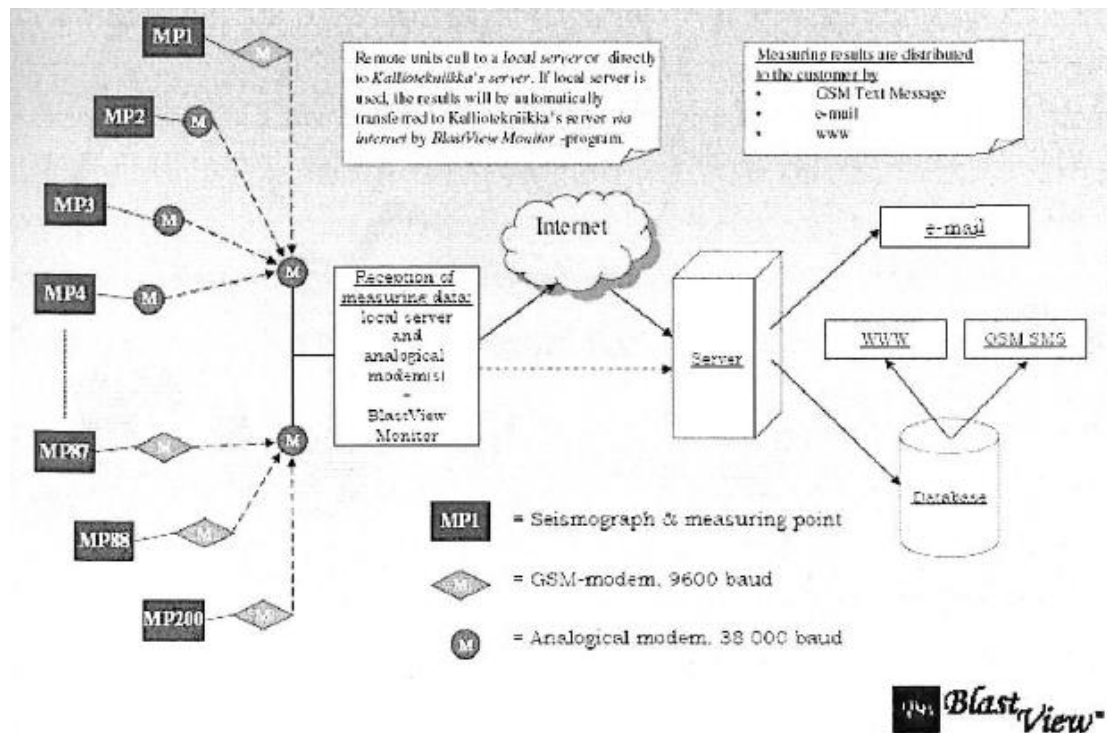 MP1
M
Remote units call to a local server or directly
to Kalliotekniikka's server. If local server is
used, the results will be automatically
transferred to Kalliotekniikka's server via
internet by BlastView Monitor -program.
Measuring results are distributed
to the customer by
• GSM Text Message
• e-mail
• www
MP2
M
MP3
M
MP4
M
M
Reception of
measuring data:
local server
and
analogical
modem(s)
=
BlastView
Monitor
Internet
Server
e-mail
WWW
GSM SMS
Database
MP87
M
M
MP88
M
MP200
M
MP1 = Seismograph & measuring point
M = GSM-modem, 9600 baud
M = Analogical modem, 38 000 baud
Blast View™